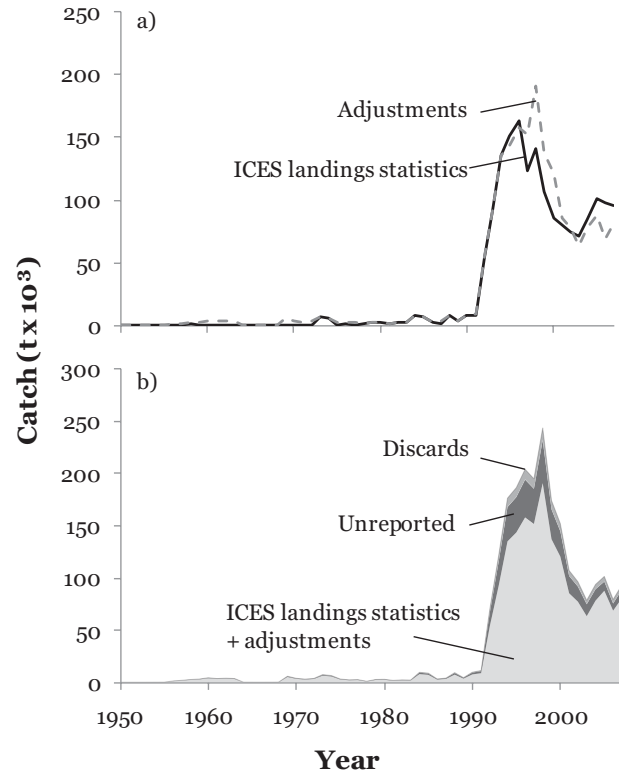 a)
250
200
150
100
50
0
Adjustments
ICES landings statistics
Catch (t x 10³)
b)
300
250
200
150
100
50
0
Discards
Unreported
ICES landings statistics
+ adjustments
1950 1960 1970 1980 1990 2000
Year